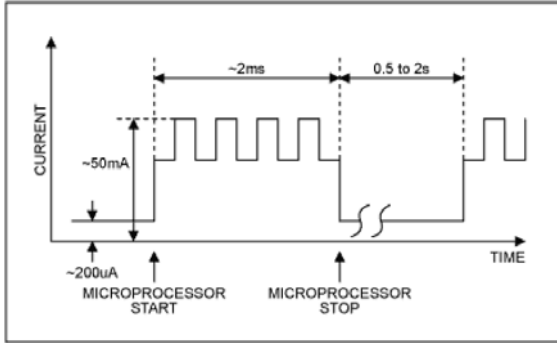 ~2ms
0.5 to 2s
CURRENT
~50mA
~200uA
TIME
MICROPROCESSOR
START
MICROPROCESSOR
STOP